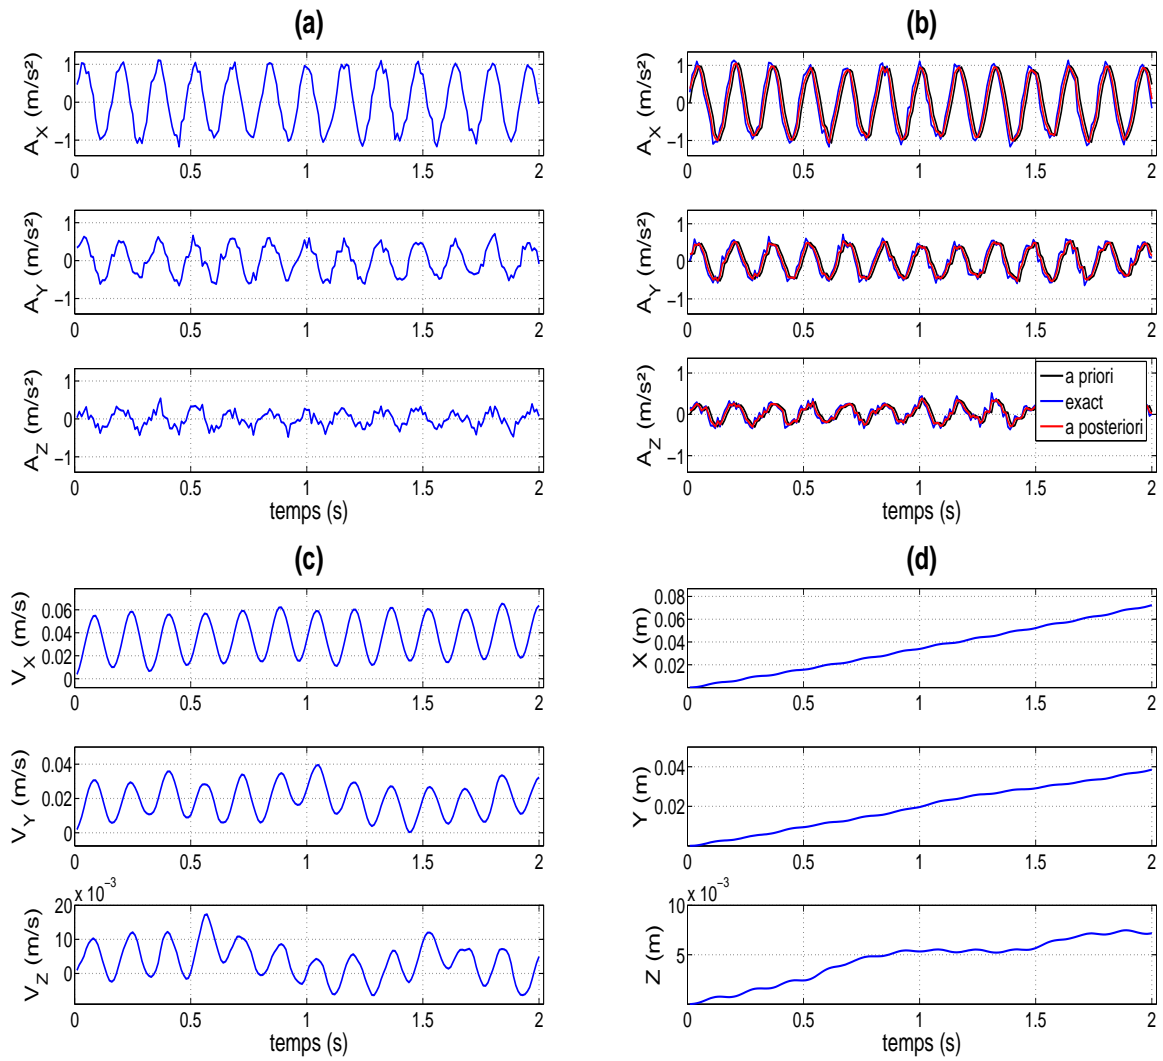 (a)
A_X (m/s²)
1
0
−1
0 0.5 1 1.5 2
A_Y (m/s²)
1
0
−1
0 0.5 1 1.5 2
A_Z (m/s²)
1
0
−1
0 0.5 1 1.5 2
temps (s)
(b)
A_X (m/s²)
1
0
−1
0 0.5 1 1.5 2
A_Y (m/s²)
1
0
−1
0 0.5 1 1.5 2
A_Z (m/s²)
1
0
−1
a priori
exact
a posteriori
0 0.5 1 1.5 2
temps (s)
(c)
V_X (m/s)
0.06
0.04
0.02
0
0 0.5 1 1.5 2
V_Y (m/s)
0.04
0.02
0
0 0.5 1 1.5 2
x 10⁻³
V_Z (m/s)
20
10
0
0 0.5 1 1.5 2
temps (s)
(d)
X (m)
0.08
0.06
0.04
0.02
0 0.5 1 1.5 2
Y (m)
0.04
0.02
0 0.5 1 1.5 2
x 10⁻³
Z (m)
10
5
0 0.5 1 1.5 2
temps (s)